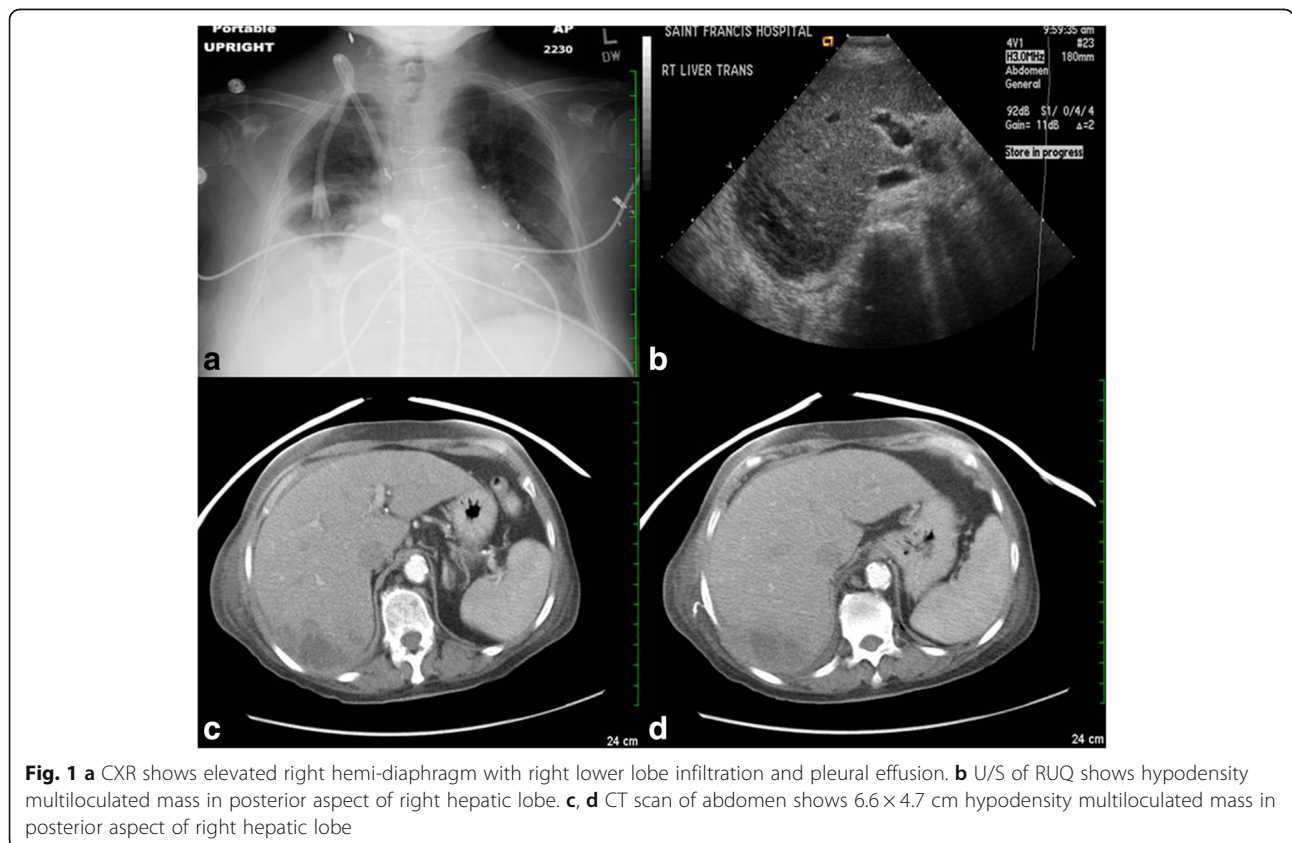 Portable
UPRIGHT
AP
2230
L
DW
a
SAINT FRANCIS HOSPITAL
RT LIVER TRANS
9:59:35 am
4V1 #23
H3.0MHz 180mm
Abdomen
General
92dB S1/ 0/4/4
Gain= 11dB Δ=2
Store in progress
b
c
24 cm
d
24 cm
Fig. 1 a CXR shows elevated right hemi-diaphragm with right lower lobe infiltration and pleural effusion. b U/S of RUQ shows hypodensity
multiloculated mass in posterior aspect of right hepatic lobe. c, d CT scan of abdomen shows 6.6 × 4.7 cm hypodensity multiloculated mass in
posterior aspect of right hepatic lobe